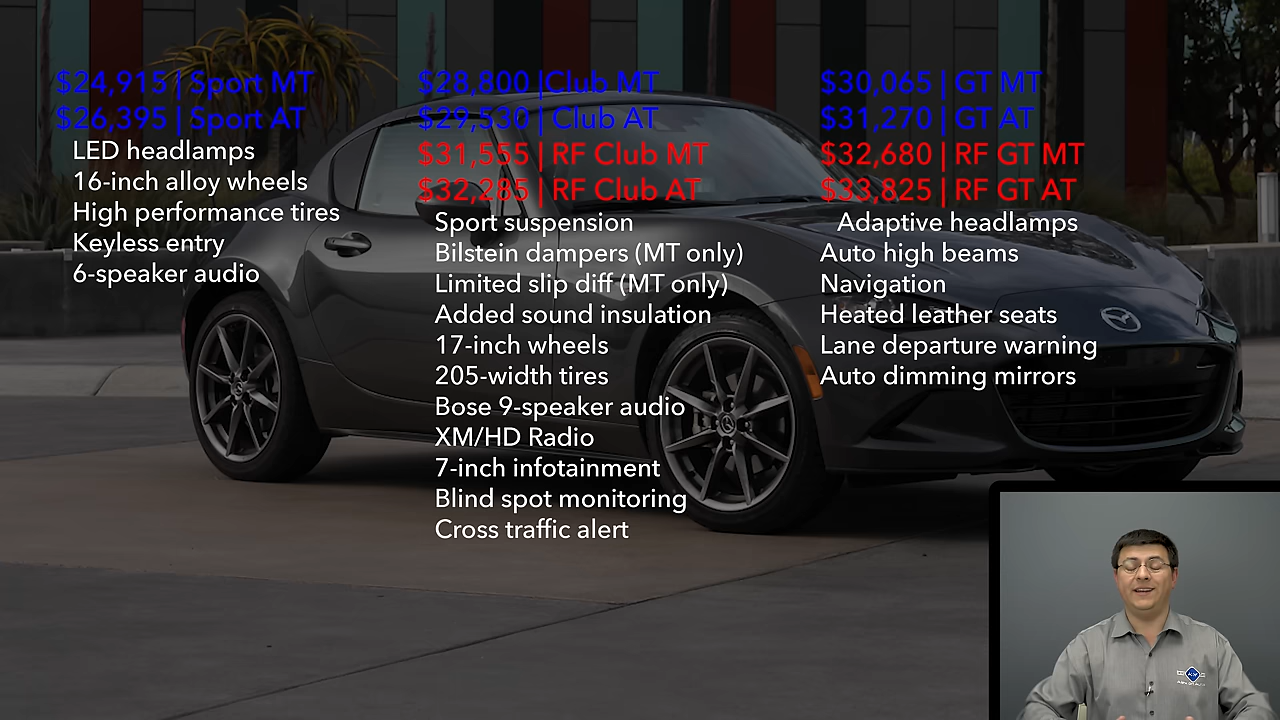 $24,915 | Sport MT
$26,395 | Sport AT
LED headlamps
16-inch alloy wheels
High performance tires
Keyless entry
6-speaker audio
$28,800 |Club MT
$29,530 | Club AT
$31,555 | RF Club MT
$32,285 | RF Club AT
Sport suspension
Bilstein dampers (MT only)
Limited slip diff (MT only)
Added sound insulation
17-inch wheels
205-width tires
Bose 9-speaker audio
XM/HD Radio
7-inch infotainment
Blind spot monitoring
Cross traffic alert
$30,065 | GT MT
$31,270 | GT AT
$32,680 | RF GT MT
$33,825 | RF GT AT
Adaptive headlamps
Auto high beams
Navigation
Heated leather seats
Lane departure warning
Auto dimming mirrors